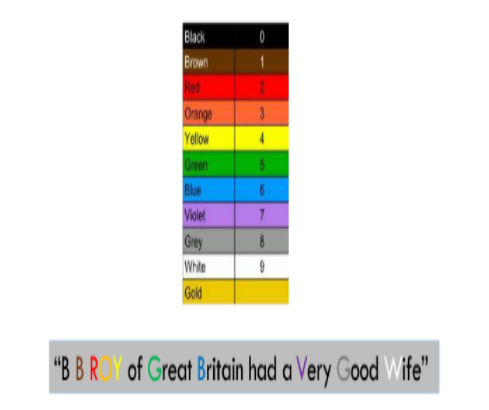 Black 0
Brown 1
Red 2
Orange 3
Yellow 4
Green 5
Blue 6
Violet 7
Grey 8
White 9
Gold
“B B ROY of Great Britain had a Very Good Wife”